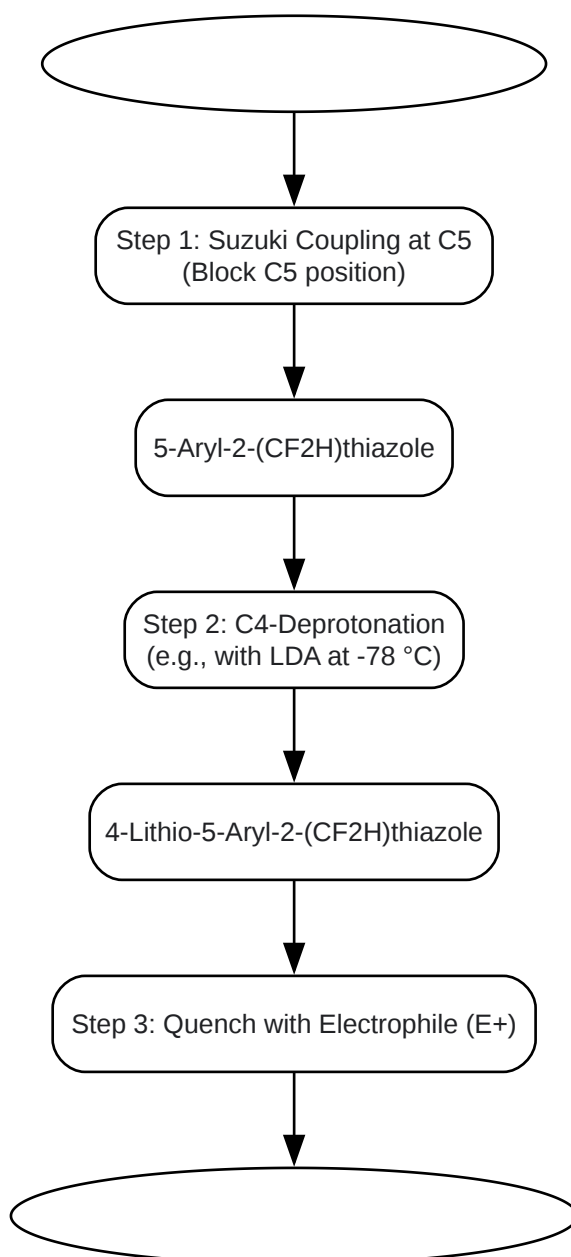 Step 1: Suzuki Coupling at C5
(Block C5 position)
5-Aryl-2-(CF2H)thiazole
Step 2: C4-Deprotonation
(e.g., with LDA at -78 °C)
4-Lithio-5-Aryl-2-(CF2H)thiazole
Step 3: Quench with Electrophile (E+)